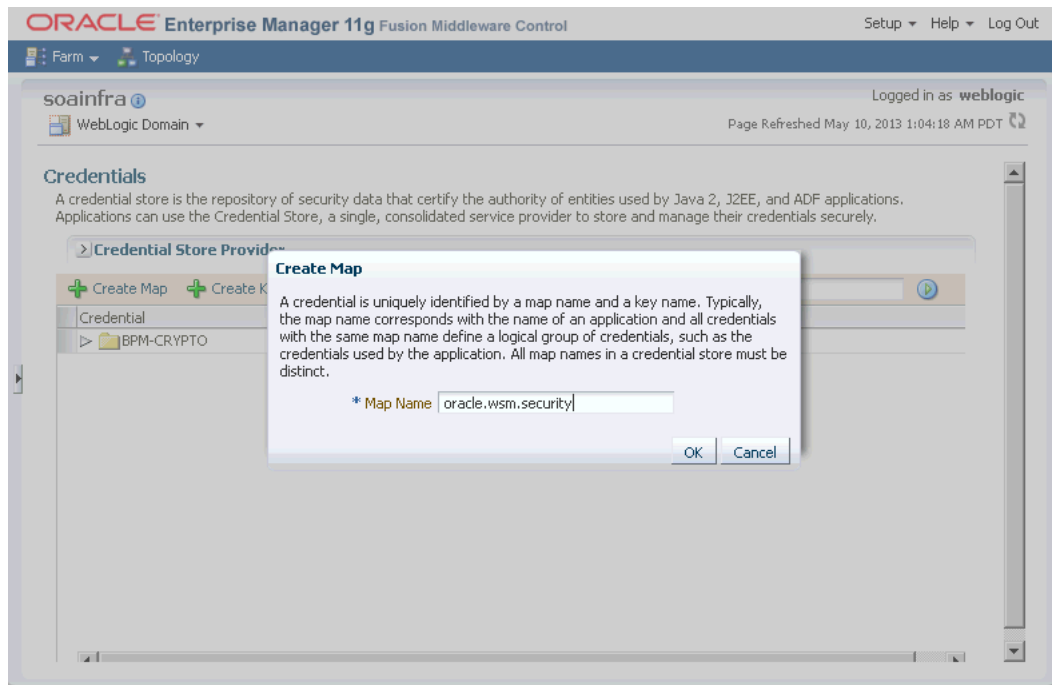 ORACLE Enterprise Manager 11g Fusion Middleware Control Setup Help Log Out
Farm Topology
soainfra Logged in as weblogic
WebLogic Domain Page Refreshed May 10, 2013 1:04:18 AM PDT
Credentials
A credential store is the repository of security data that certify the authority of entities used by Java 2, J2EE, and ADF applications.
Applications can use the Credential Store, a single, consolidated service provider to store and manage their credentials securely.
Credential Store Provider
Create Map Create K
Credential
BPM-CRYPTO
Create Map
A credential is uniquely identified by a map name and a key name. Typically,
the map name corresponds with the name of an application and all credentials
with the same map name define a logical group of credentials, such as the
credentials used by the application. All map names in a credential store must be
distinct.
* Map Name oracle.wsm.security
OK Cancel